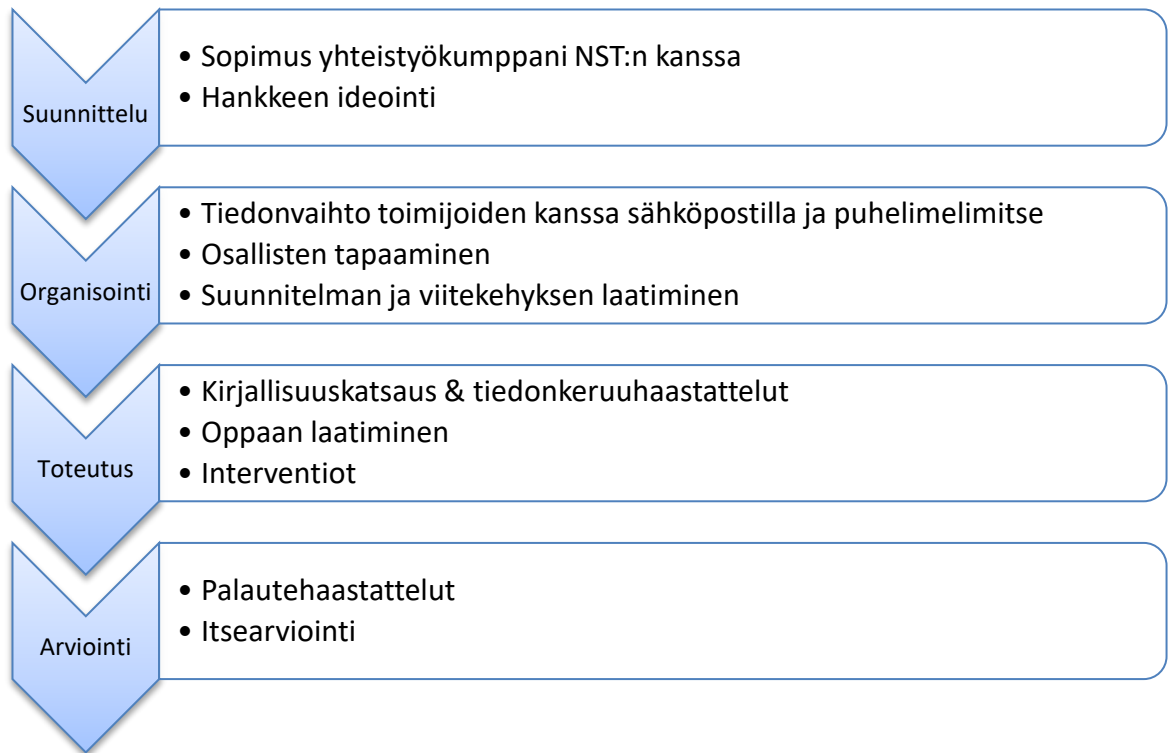 Suunnittelu
• Sopimus yhteistyökumppani NST:n kanssa
• Hankkeen ideointi
Organisointi
• Tiedonvaihto toimijoiden kanssa sähköpostilla ja puhelimelimitse
• Osallisten tapaaminen
• Suunnitelman ja viitekehyksen laatiminen
Toteutus
• Kirjallisuuskatsaus & tiedonkeruuhaastattelut
• Oppaan laatiminen
• Interventiot
Arviointi
• Palautehaastattelut
• Itsearviointi